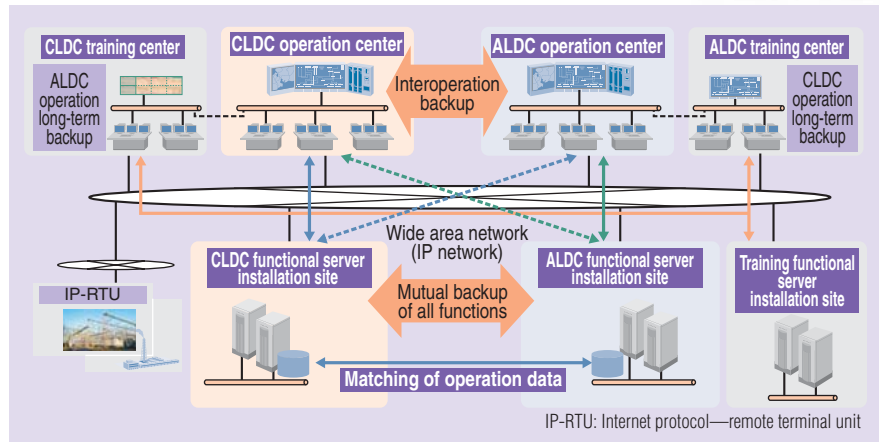 CLDC training center
ALDC
operation
long-term
backup
CLDC operation center
Interoperation
backup
ALDC operation center
ALDC training center
CLDC
operation
long-term
backup
Wide area network
(IP network)
CLDC functional server
installation site
Mutual backup
of all functions
ALDC functional server
installation site
Training functional
server
installation site
IP-RTU
Matching of operation data
IP-RTU: Internet protocol—remote terminal unit